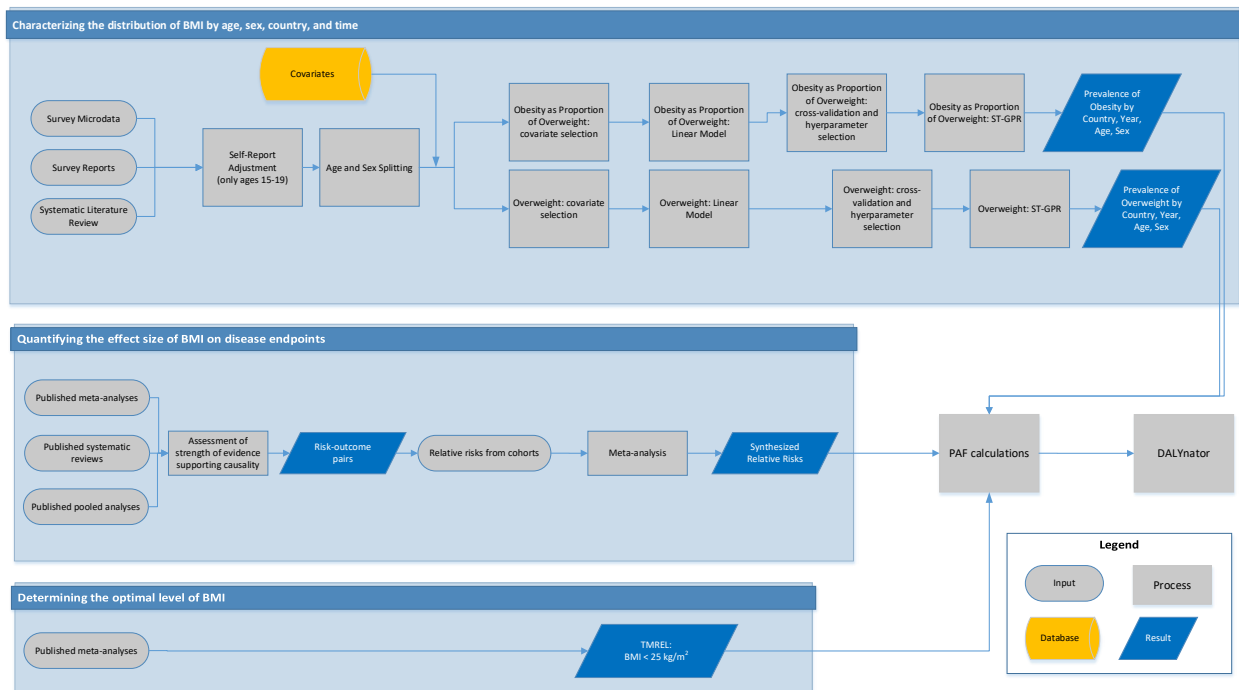 Characterizing the distribution of BMI by age, sex, country, and time
Covariates
Survey Microdata
Survey Reports
Systematic Literature
Review
Self-Report
Adjustment
(only ages 15-19)
Age and Sex Splitting
Obesity as Proportion
of Overweight:
covariate selection
Obesity as Proportion
of Overweight:
Linear Model
Obesity as Proportion
of Overweight:
cross-validation and
hyerparameter
selection
Obesity as Proportion
of Overweight: ST-GPR
Prevalence of
Obesity by
Country, Year,
Age, Sex
Overweight: covariate
selection
Overweight: Linear
Model
Overweight: cross-
validation and
hyerparameter
selection
Overweight: ST-GPR
Prevalence of
Overweight by
Country, Year,
Age, Sex
Quantifying the effect size of BMI on disease endpoints
Published meta-analyses
Published systematic
reviews
Published pooled analyses
Assessment of
strength of evidence
supporting causality
Risk-outcome
pairs
Relative risks from cohorts
Meta-analysis
Synthesized
Relative Risks
PAF calculations
DALYnator
Determining the optimal level of BMI
Published meta-analyses
TMREL:
BMI < 25 kg/m²
Legend
Input
Process
Database
Result